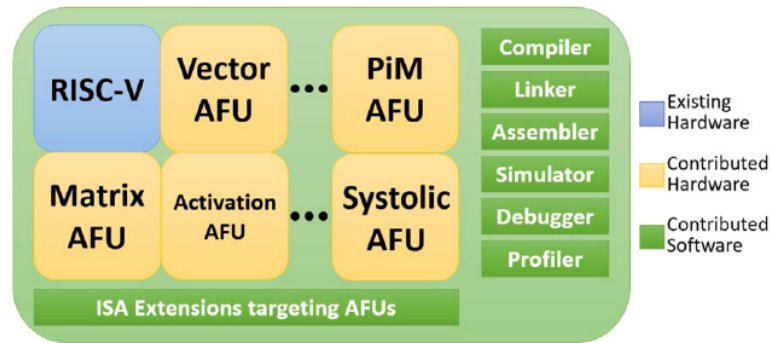 RISC-V
Vector
AFU
•••
PiM
AFU
Matrix
AFU
Activation
AFU
•••
Systolic
AFU
ISA Extensions targeting AFUs
Compiler
Linker
Assembler
Simulator
Debugger
Profiler
Existing
Hardware
Contributed
Hardware
Contributed
Software